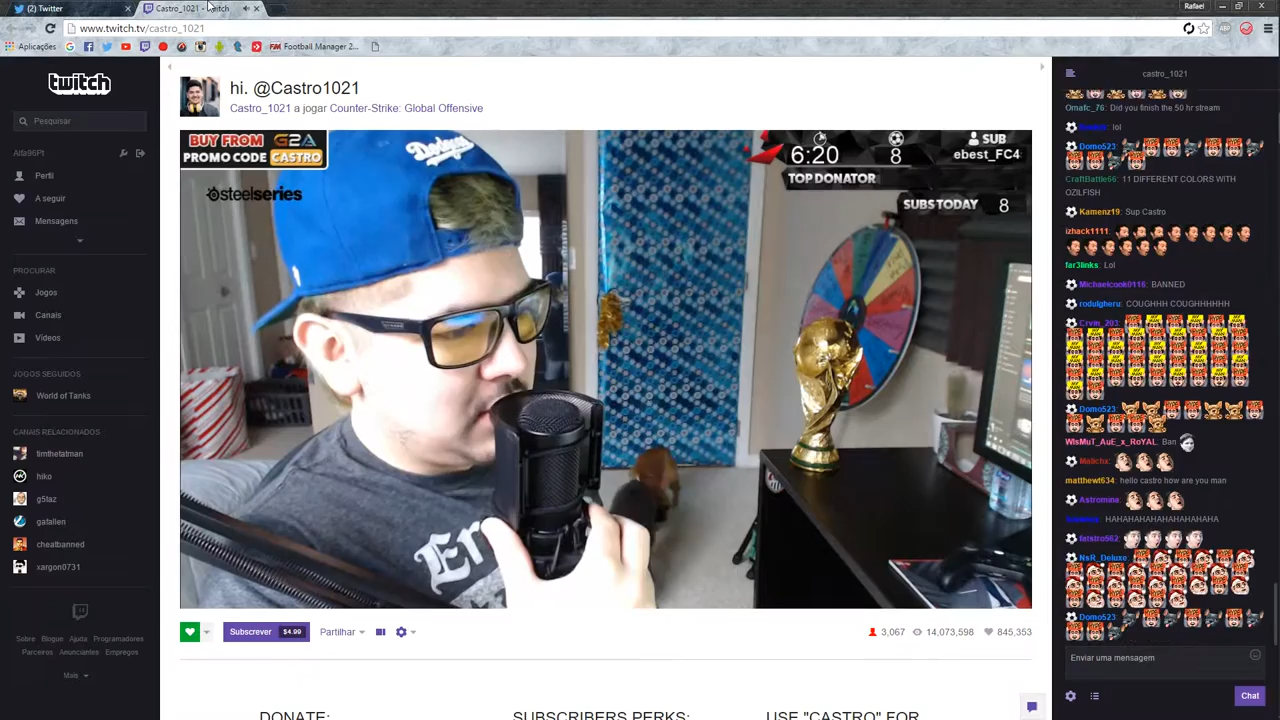 (2) Twitter
Castro_1021 - Twitch
Rafael
www.twitch.tv/castro_1021
Aplicações
Football Manager 2...
twitch
Pesquisar
Perfil
A seguir
Mensagens
PROCURAR
Jogos
Canais
Vídeos
JOGOS SEGUIDOS
World of Tanks
CANAIS RELACIONADOS
timthetatman
hiko
cheatbanned
xargon0731
Sobre Blogue Ajuda Programadores
Parceiros Anunciantes Empregos
Mais
hi. @Castro1021
Castro_1021 a jogar Counter-Strike: Global Offensive
BUY FROM G2A
PROMO CODE CASTRO
steelseries
Dodgers
6:20
8
SUB
ebest_FC4
TOP DONATOR
SUBS TODAY 8
Subscrever $4.99
Partilhar
3,067
14,073,598
845,353
DONATE:
SUBSCRIBERS PERKS:
USE "CASTRO" FOR
castro_1021
Omafc_76: Did you finish the 50 hr stream
lol
Domo523:
CraftBattle66: 11 DIFFERENT COLORS WITH
OZILFISH
Kamenz19: Sup Castro
izhack1111:
far3links: Lol
Michaelcook0116: BANNED
rodulgheru: COUGHHH COUGHHHHHH
Domo523:
WIsMuT_AuE_x_RoYAL: Ban
Malichx:
matthewt634: hello castro how are you man
Astromina:
HAHAHAHAHAHAHAHAHAHA
fatstro562:
NsR_Deluxe:
Domo523:
Enviar uma mensagem
Chat